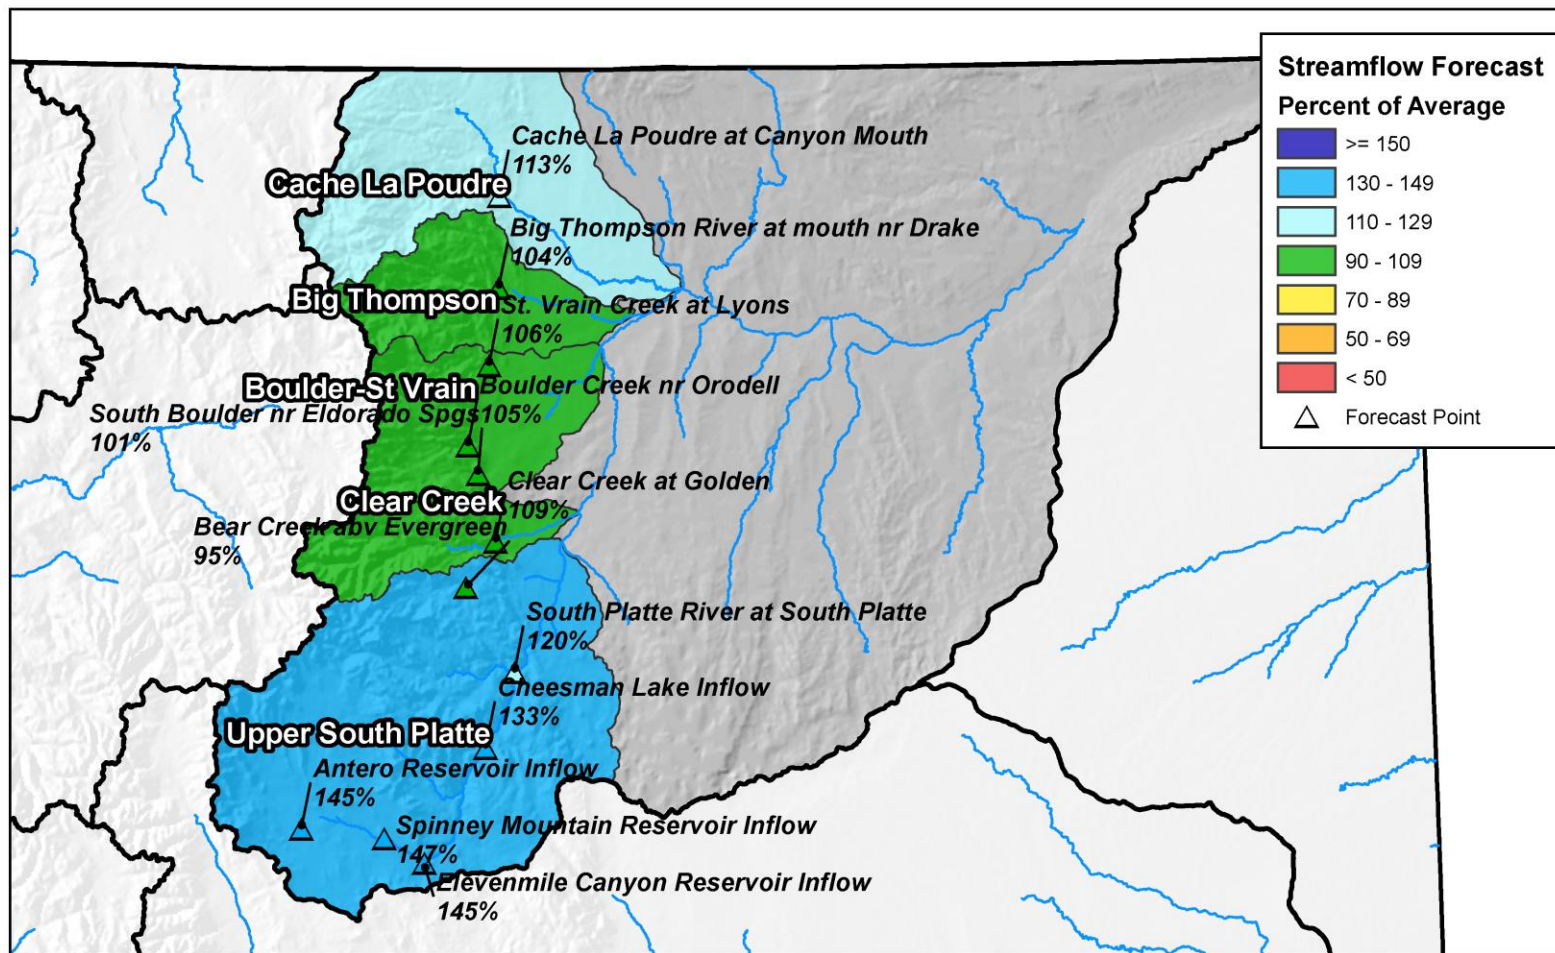 Streamflow Forecast
Percent of Average
>= 150
130 - 149
110 - 129
90 - 109
70 - 89
50 - 69
< 50
Forecast Point
Cache La Poudre at Canyon Mouth
113%
Cache La Poudre
Big Thompson River at mouth nr Drake
104%
Big Thompson
St. Vrain Creek at Lyons
106%
Boulder-St Vrain
Boulder Creek nr Orodell
105%
South Boulder nr Eldorado Spgs
101%
Clear Creek at Golden
109%
Clear Creek
Bear Creek abv Evergreen
95%
South Platte River at South Platte
120%
Cheesman Lake Inflow
133%
Upper South Platte
Antero Reservoir Inflow
145%
Spinney Mountain Reservoir Inflow
147%
Elevenmile Canyon Reservoir Inflow
145%